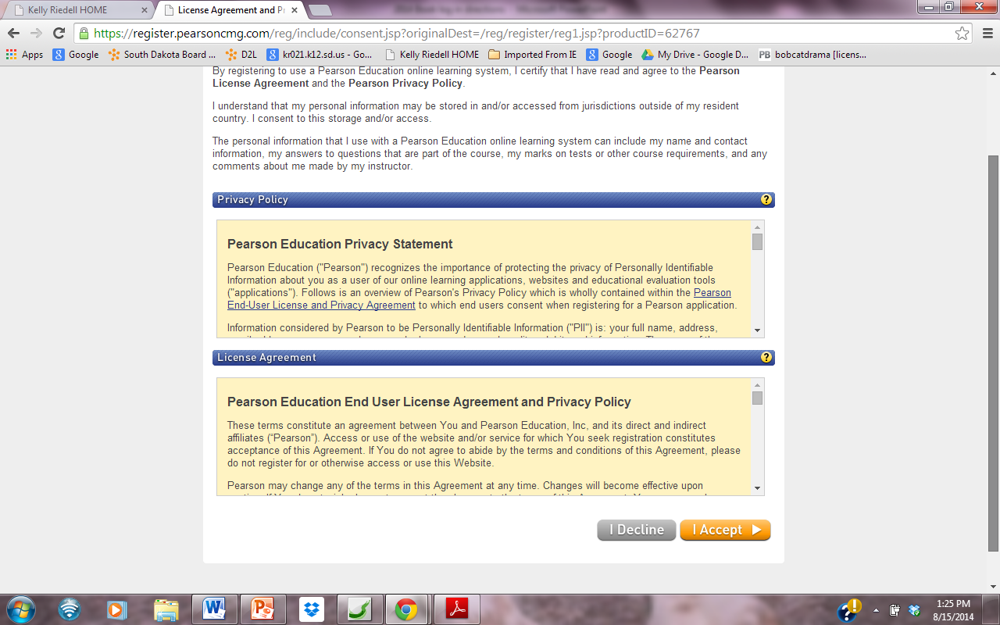 Kelly Riedell HOME
License Agreement and P
https://register.pearsoncmg.com/reg/include/consent.jsp?originalDest=/reg/register/reg1.jsp?productID=62767
Apps
Google
South Dakota Board ...
D2L
kr021.k12.sd.us - Go...
Kelly Riedell HOME
Imported From IE
Google
My Drive - Google D...
PB
bobcatdrama [licens...
By registering to use a Pearson Education online learning system, I certify that I have read and agree to the Pearson
License Agreement and the Pearson Privacy Policy.
I understand that my personal information may be stored in and/or accessed from jurisdictions outside of my resident
country. I consent to this storage and/or access.
The personal information that I use with a Pearson Education online learning system can include my name and contact
information, my answers to questions that are part of the course, my marks on tests or other course requirements, and any
comments about me made by my instructor.
Privacy Policy
?
Pearson Education Privacy Statement
Pearson Education ("Pearson") recognizes the importance of protecting the privacy of Personally Identifiable
Information about you as a user of our online learning applications, websites and educational evaluation tools
("applications"). Follows is an overview of Pearson's Privacy Policy which is wholly contained within the Pearson
End-User License and Privacy Agreement to which end users consent when registering for a Pearson application.
Information considered by Pearson to be Personally Identifiable Information ("PII") is: your full name, address,
License Agreement
?
Pearson Education End User License Agreement and Privacy Policy
These terms constitute an agreement between You and Pearson Education, Inc, and its direct and indirect
affiliates (“Pearson”). Access or use of the website and/or service for which You seek registration constitutes
acceptance of this Agreement. If You do not agree to abide by the terms and conditions of this Agreement, please
do not register for or otherwise access or use this Website.
Pearson may change any of the terms in this Agreement at any time. Changes will become effective upon
I Decline
I Accept
1:25 PM
8/15/2014